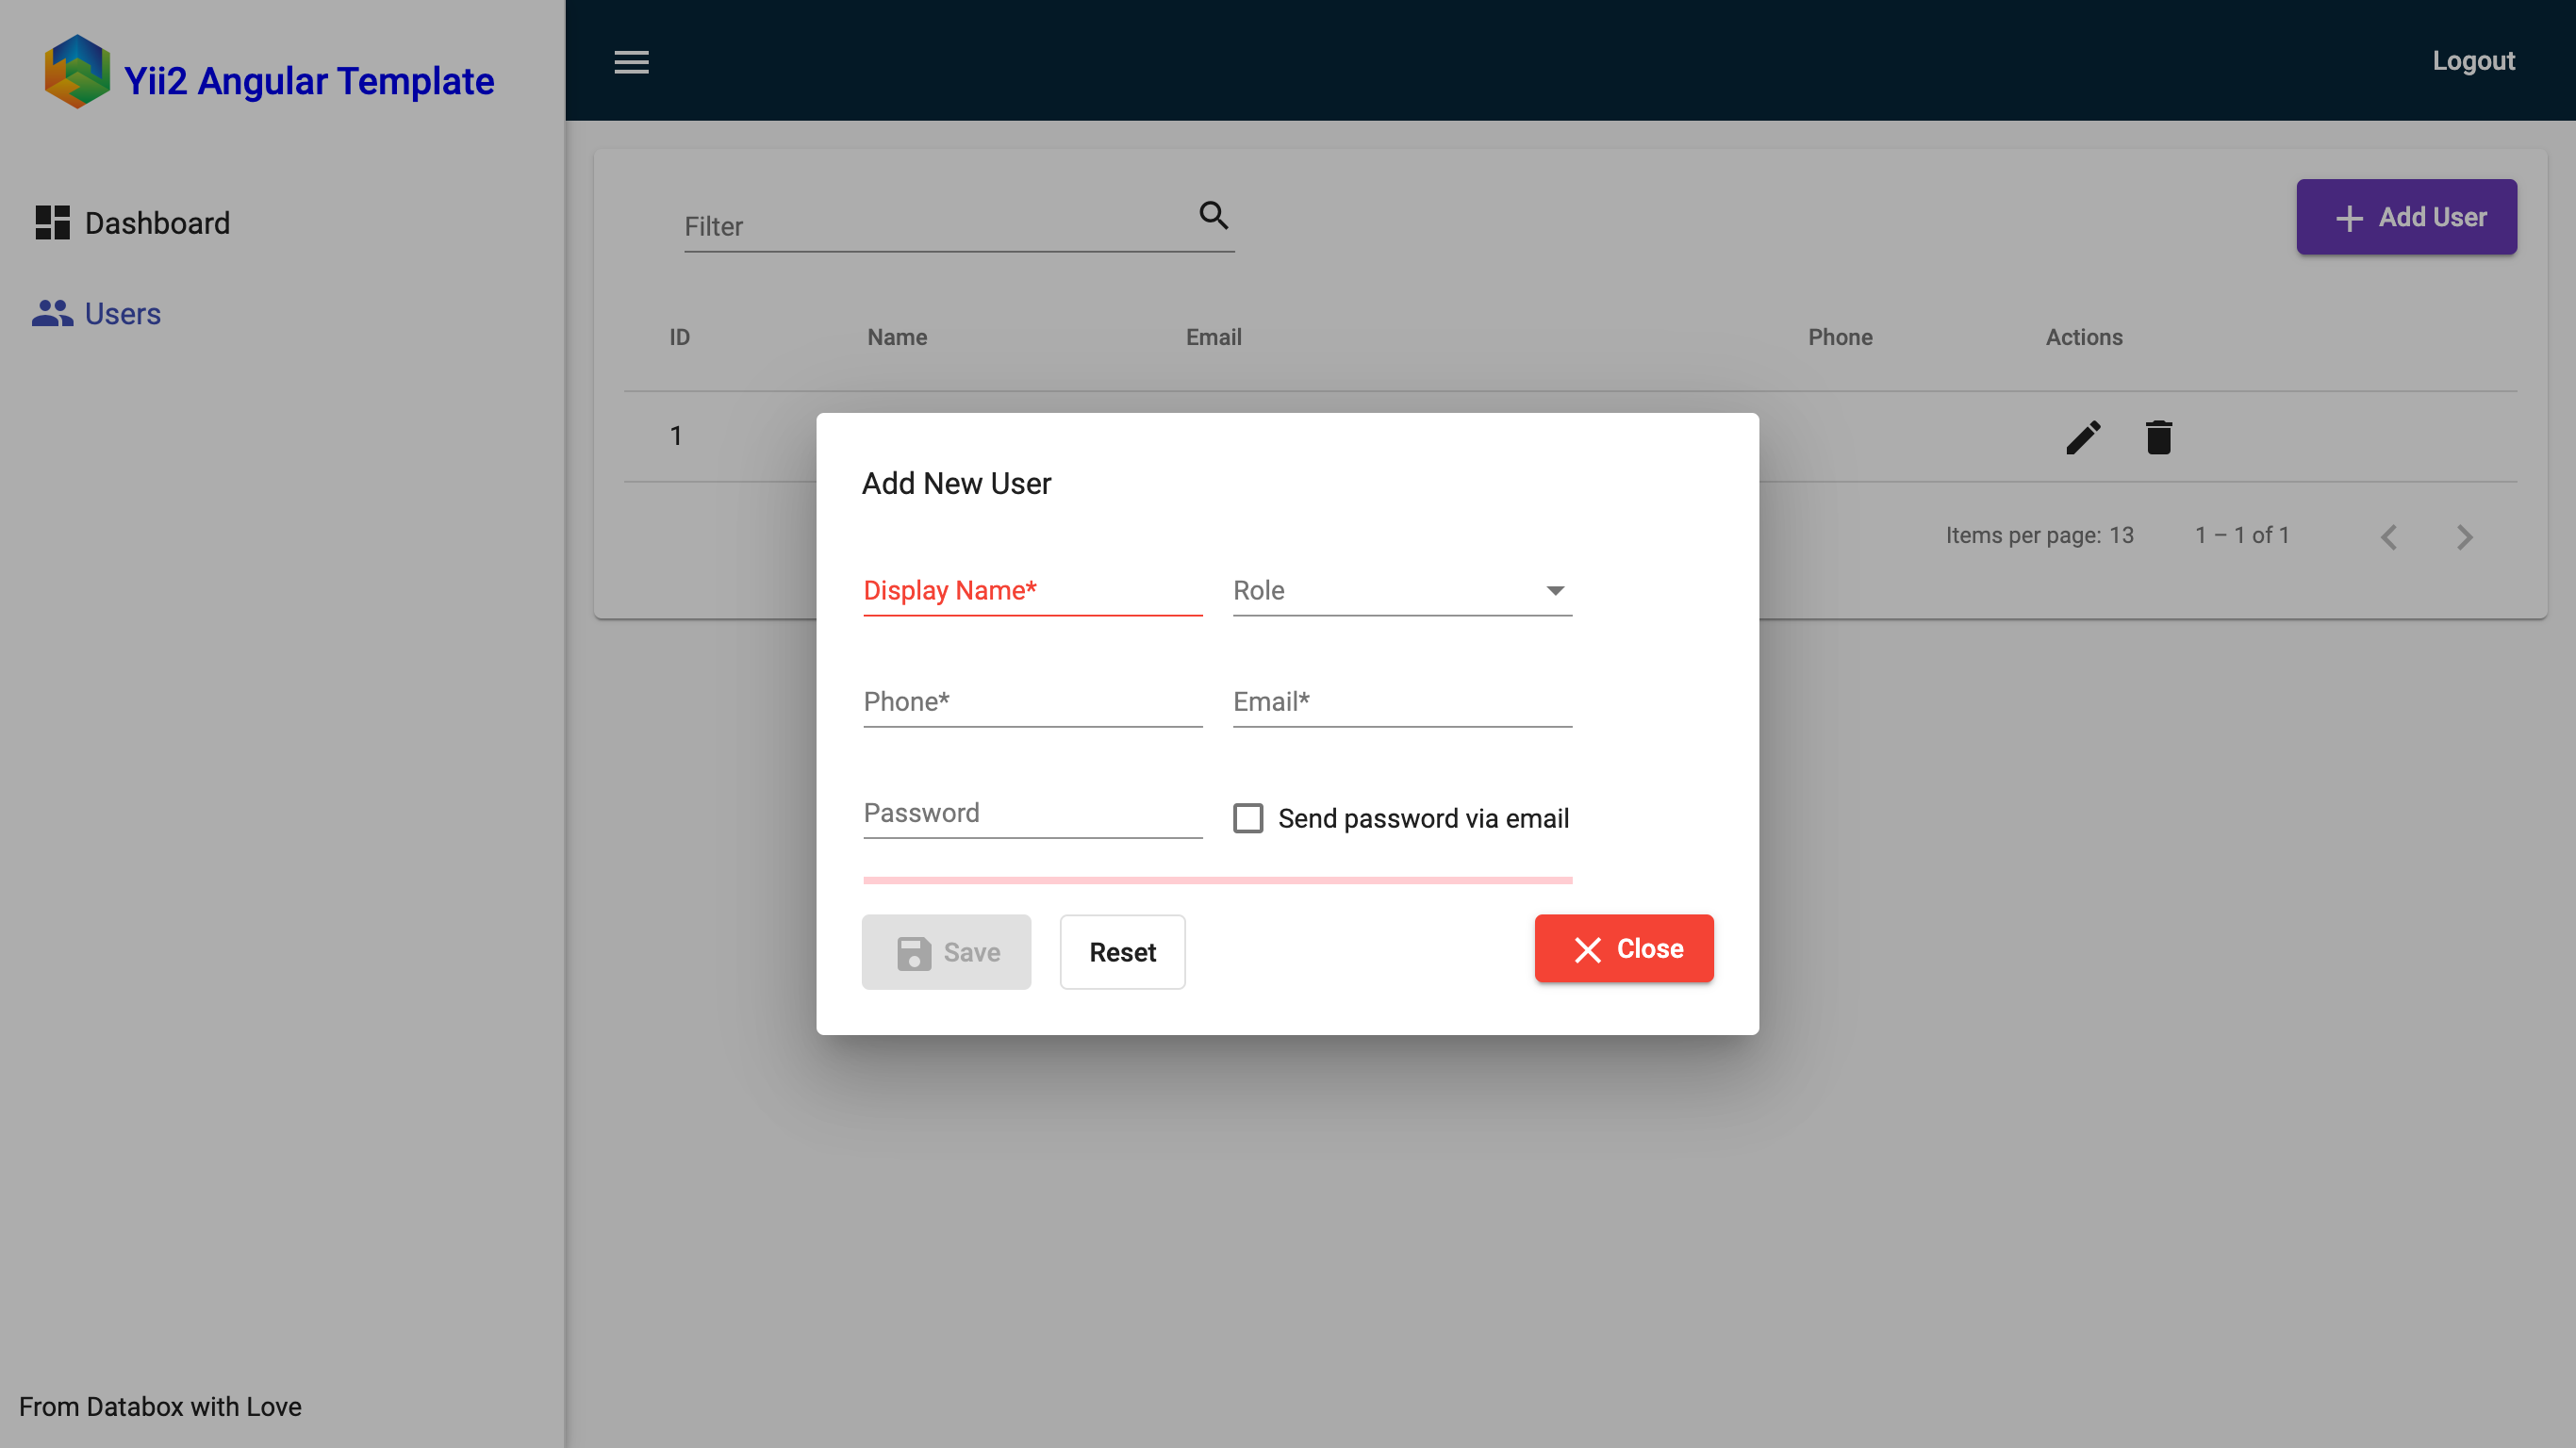 Yii2 Angular Template
Logout
Dashboard
Users
Filter
Add User
ID Name Email Phone Actions
1
Items per page: 13 1 – 1 of 1
Add New User
Display Name* Role
Phone* Email*
Password Send password via email
Save Reset Close
From Databox with Love